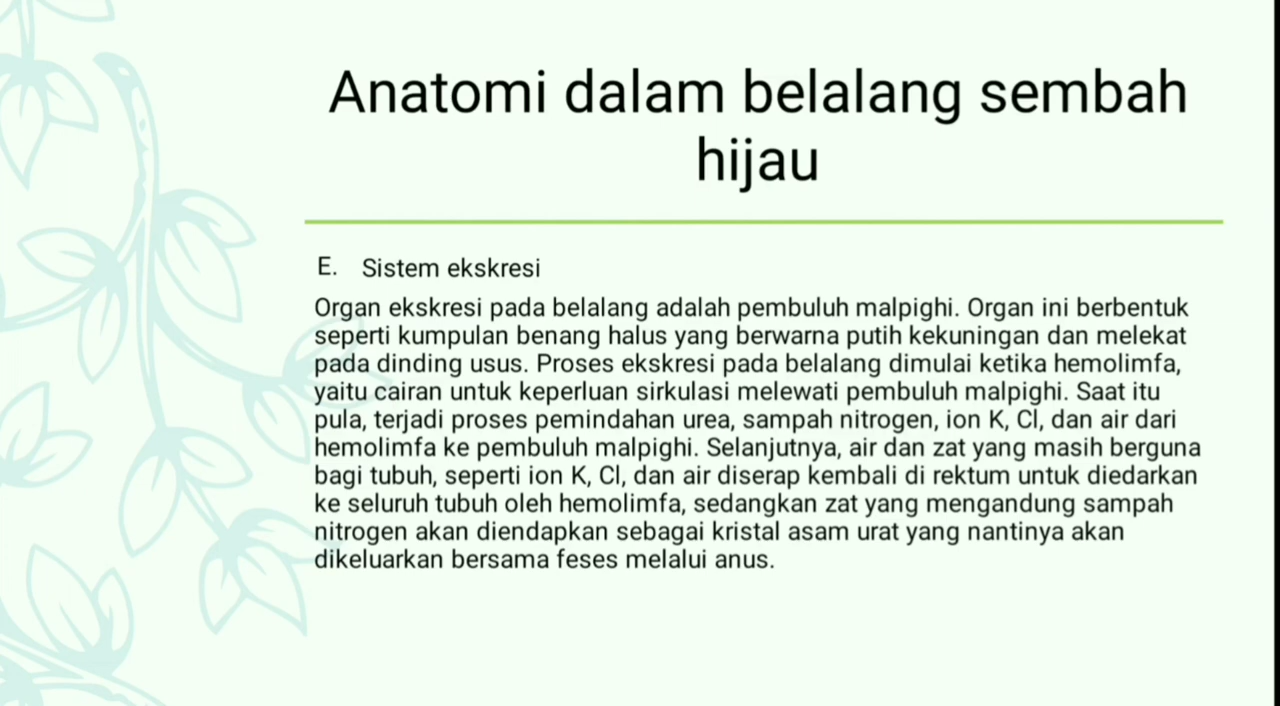 Anatomi dalam belalang sembah
hijau
E. Sistem ekskresi
Organ ekskresi pada belalang adalah pembuluh malpighi. Organ ini berbentuk
seperti kumpulan benang halus yang berwarna putih kekuningan dan melekat
pada dinding usus. Proses ekskresi pada belalang dimulai ketika hemolimfa,
yaitu cairan untuk keperluan sirkulasi melewati pembuluh malpighi. Saat itu
pula, terjadi proses pemindahan urea, sampah nitrogen, ion K, Cl, dan air dari
hemolimfa ke pembuluh malpighi. Selanjutnya, air dan zat yang masih berguna
bagi tubuh, seperti ion K, Cl, dan air diserap kembali di rektum untuk diedarkan
ke seluruh tubuh oleh hemolimfa, sedangkan zat yang mengandung sampah
nitrogen akan diendapkan sebagai kristal asam urat yang nantinya akan
dikeluarkan bersama feses melalui anus.